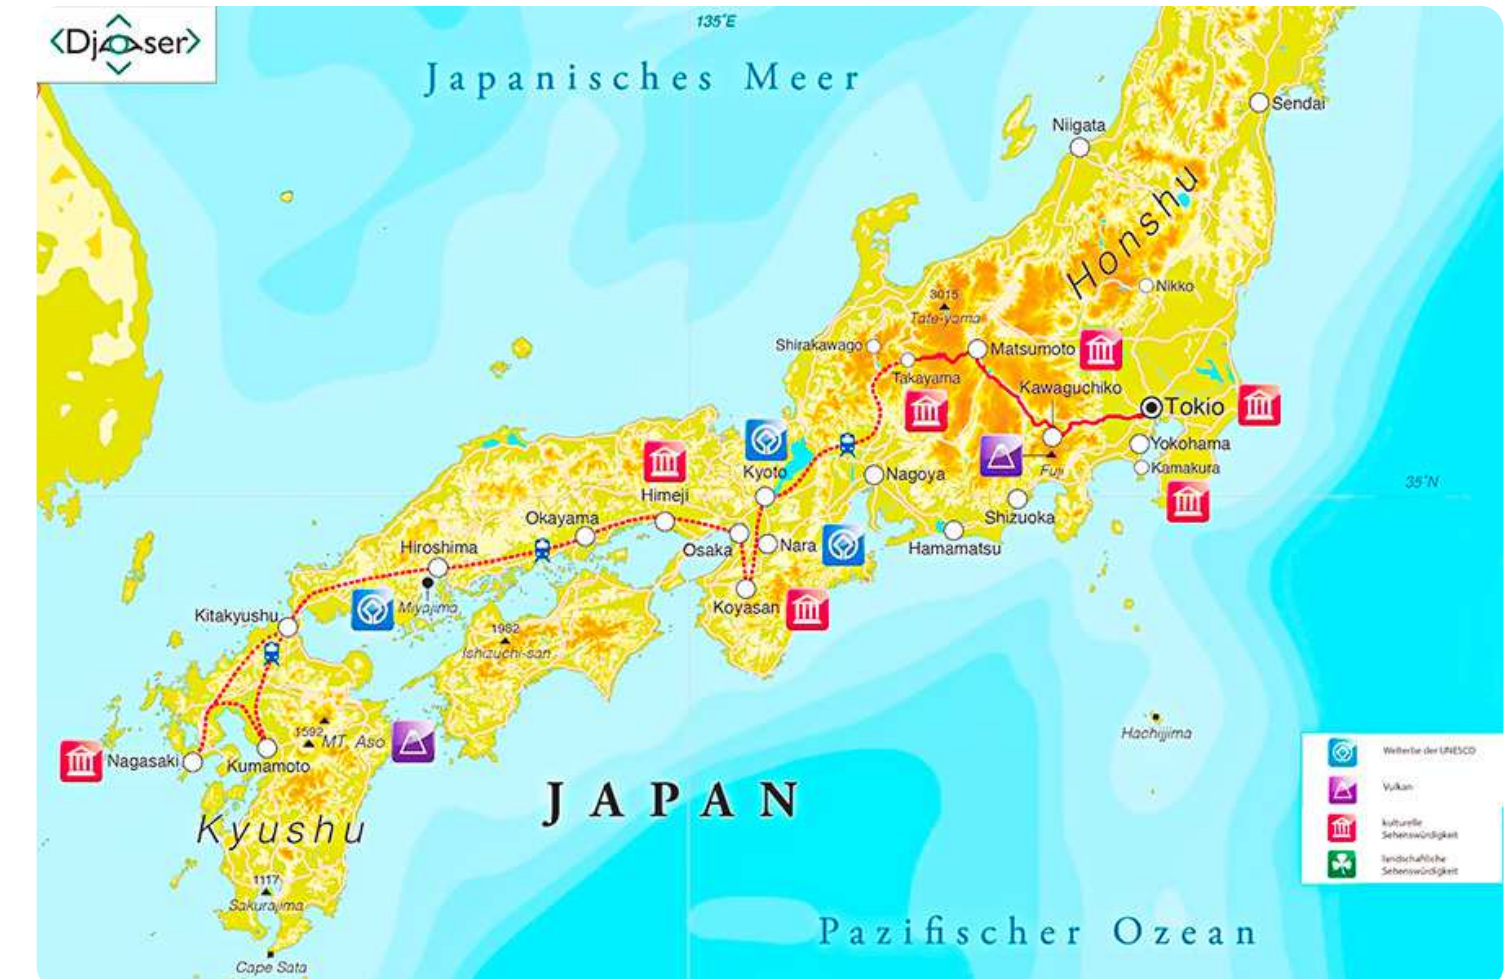 <Djoser>
135°E
Japanisches Meer
Sendai
Niigata
Honshu
Nikko
3015
Tate-yama
Shirakawago
Matsumoto
Takayama
Kawaguchiko
Tokio
Yokohama
Kyoto
Fuji
Kamakura
Nagoya
35°N
Himeji
Shizuoka
Okayama
Osaka
Nara
Hamamatsu
Hiroshima
Koyasan
Miyajima
Kitakyushu
1982
Ishizuchi-san
Hachijima
1592
MT. Aso
Nagasaki
Kumamoto
JAPAN
Kyushu
Welterbe der UNESCO
Vulkan
kulturelle
Sehenswürdigkeit
landschaftliche
Sehenswürdigkeit
1117
Sakurajima
Pazifischer Ozean
Cape Sata